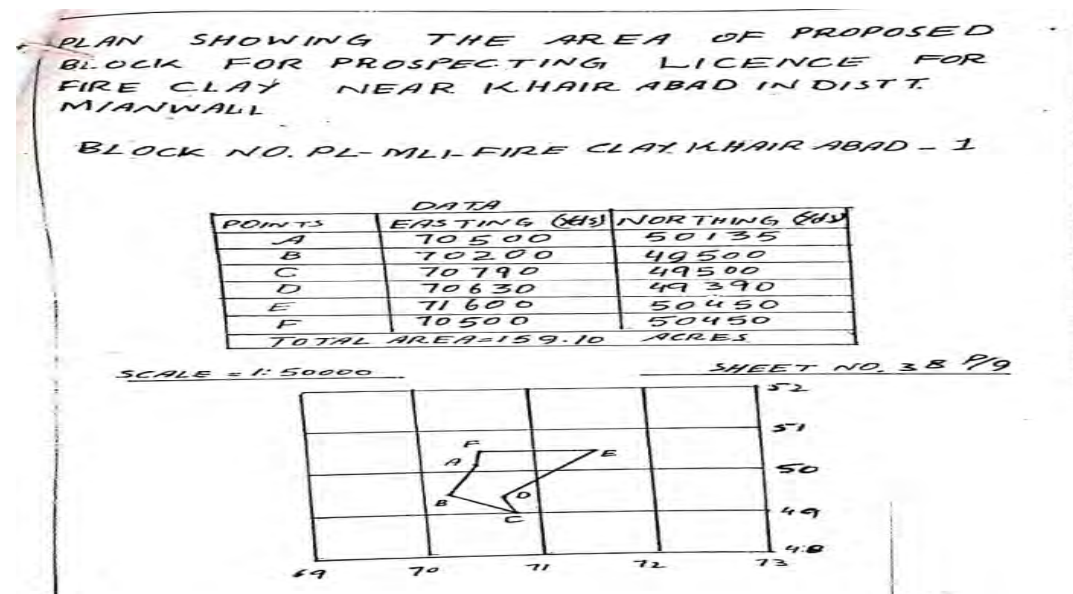 PLAN SHOWING THE AREA OF PROPOSED
BLOCK FOR PROSPECTING LICENCE FOR
FIRE CLAY NEAR KHAIR ABAD IN DISTT.
MIANWALL
BLOCK NO. PL-MLI-FIRE CLAY KHAIR ABAD - 1
DATA
POINTS EASTING (Yds) NORTHING (Yds)
A 70500 50135
B 70200 49500
C 70790 49500
D 70630 49390
E 71600 50450
F 70500 50450
TOTAL AREA=159.10 ACRES
SCALE = 1:50000 SHEET NO. 38 P/9
52
51
F
E
A
50
B
D
C
49
48
69 70 71 72 73